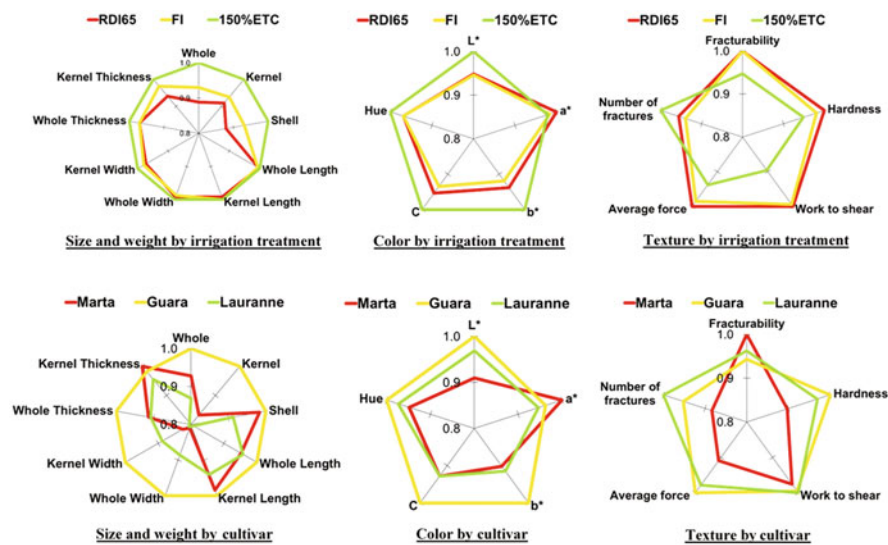 RDI65 FI 150%ETC
Whole
1.0
Kernel Thickness
Kernel
0.9
Whole Thickness
Shell
0.8
Kernel Width
Whole Length
Whole Width
Kernel Length
Size and weight by irrigation treatment
RDI65 FI 150%ETC
L*
1.0
Hue
0.9
a*
0.8
C
b*
Color by irrigation treatment
RDI65 FI 150%ETC
Fracturability
1.0
Number of
fractures
0.9
Hardness
0.8
Average force
Work to shear
Texture by irrigation treatment
Marta Guara Lauranne
Whole
1.0
Kernel Thickness
Kernel
0.9
Whole Thickness
Shell
0.8
Kernel Width
Whole Length
Whole Width
Kernel Length
Size and weight by cultivar
Marta Guara Lauranne
L*
1.0
Hue
0.9
a*
0.8
C
b*
Color by cultivar
Marta Guara Lauranne
Fracturability
1.0
Number of
fractures
0.9
Hardness
0.8
Average force
Work to shear
Texture by cultivar